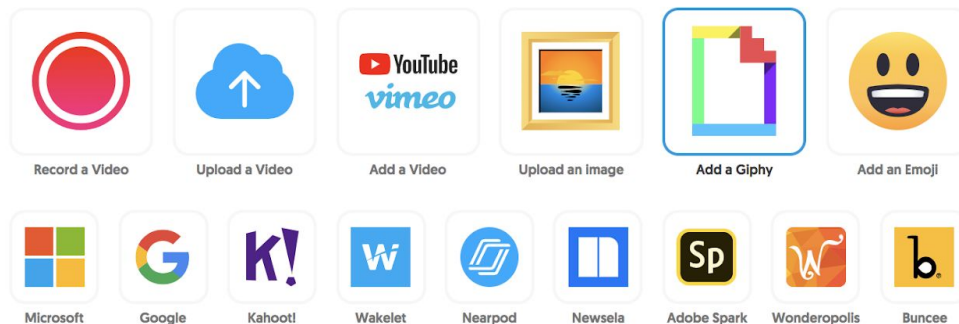 YouTube
vimeo
Record a Video
Upload a Video
Add a Video
Upload an image
Add a Giphy
Add an Emoji
K!
W
Sp
W
b.
Microsoft
Google
Kahoot!
Wakelet
Nearpod
Newsela
Adobe Spark
Wonderopolis
Buncee